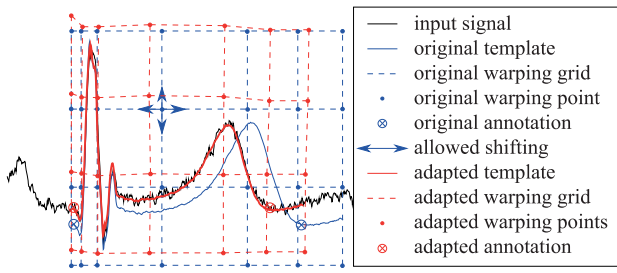 input signal
original template
original warping grid
original warping point
original annotation
allowed shifting
adapted template
adapted warping grid
adapted warping points
adapted annotation